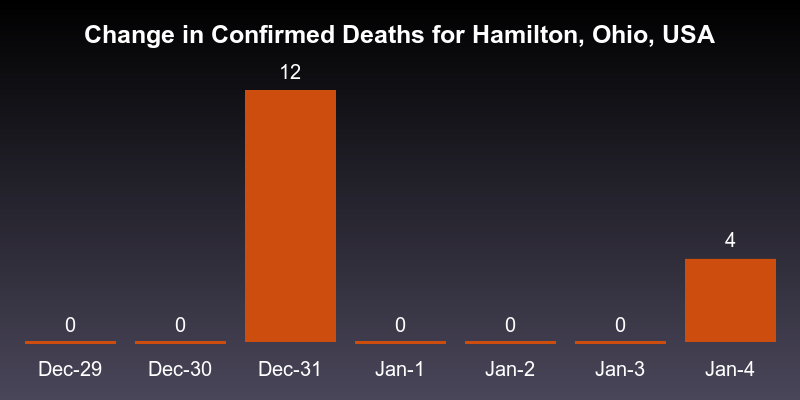 Change in Confirmed Deaths for Hamilton, Ohio, USA
12
4
0 0 0 0 0
Dec-29 Dec-30 Dec-31 Jan-1 Jan-2 Jan-3 Jan-4